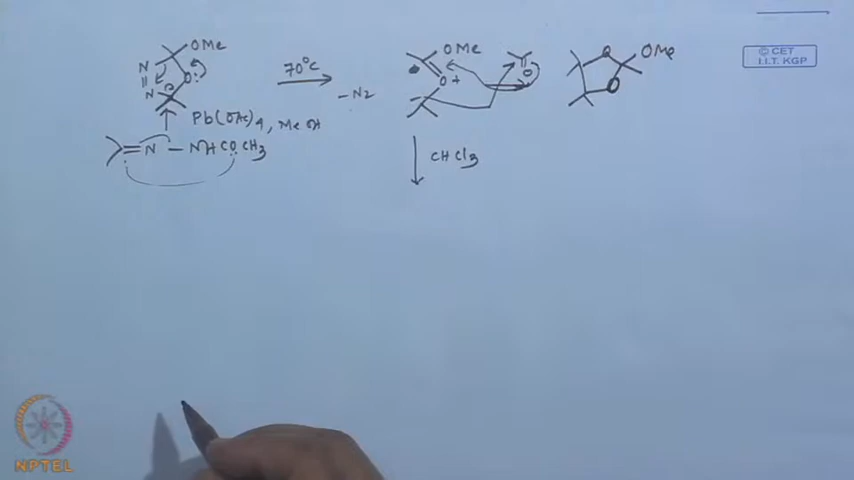 OMe
N
N
O:
70°C
-N2
Pb(OAc)4, MeOH
=N-NHCOCH3
OMe
O+
O
CHCl3
O
OMe
O
© CET
I.I.T. KGP
NPTEL